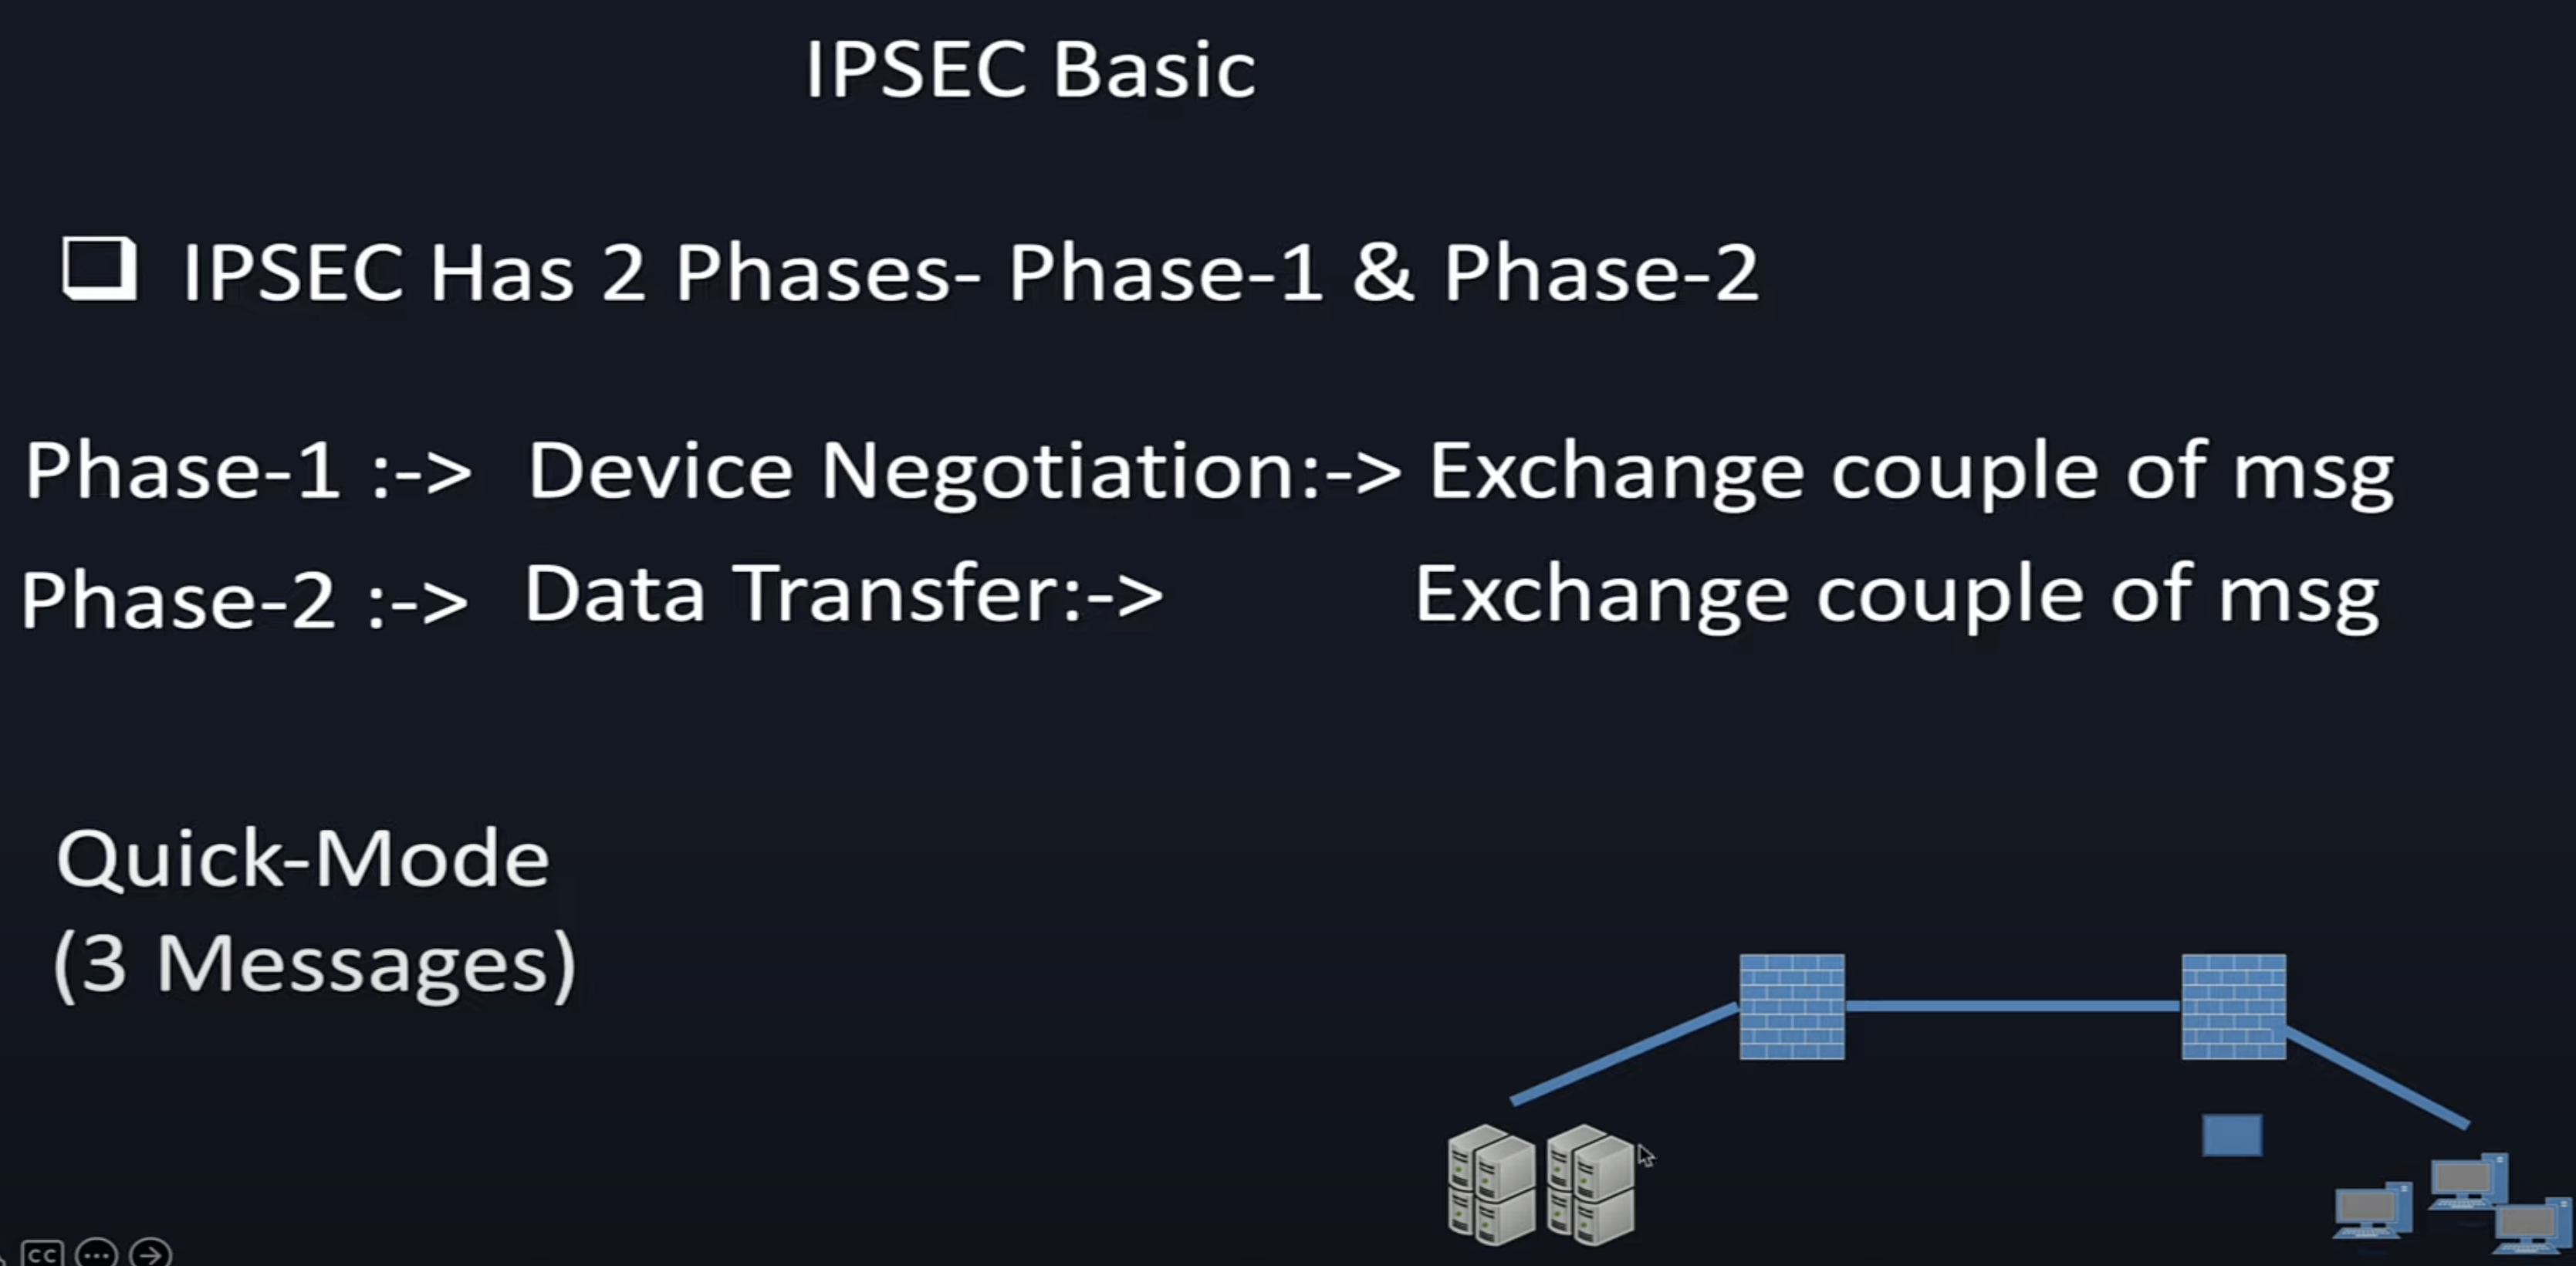 IPSEC Basic
IPSEC Has 2 Phases- Phase-1 & Phase-2
Phase-1 :-> Device Negotiation:-> Exchange couple of msg
Phase-2 :-> Data Transfer:-> Exchange couple of msg
Quick-Mode
(3 Messages)
CC